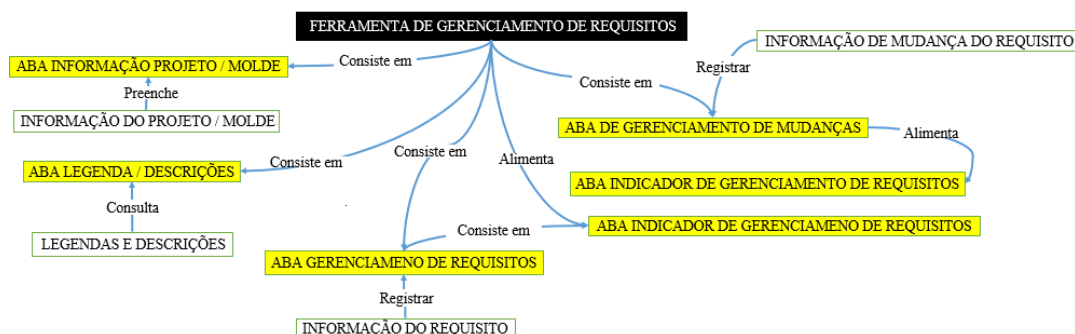 FERRAMENTA DE GERENCIAMENTO DE REQUISITOS
INFORMAÇÃO DE MUDANÇA DO REQUISITO
Consiste em
ABA INFORMAÇÃO PROJETO / MOLDE
Registrar
Consiste em
Preenche
INFORMAÇÃO DO PROJETO / MOLDE
ABA DE GERENCIAMENTO DE MUDANÇAS
Alimenta
Consiste em
Alimenta
Consiste em
ABA LEGENDA / DESCRIÇÕES
ABA INDICADOR DE GERENCIAMENTO DE REQUISITOS
Consulta
ABA INDICADOR DE GERENCIAMENO DE REQUISITOS
Consiste em
LEGENDAS E DESCRIÇÕES
ABA GERENCIAMENO DE REQUISITOS
Registrar
INFORMAÇÃO DO REQUISITO